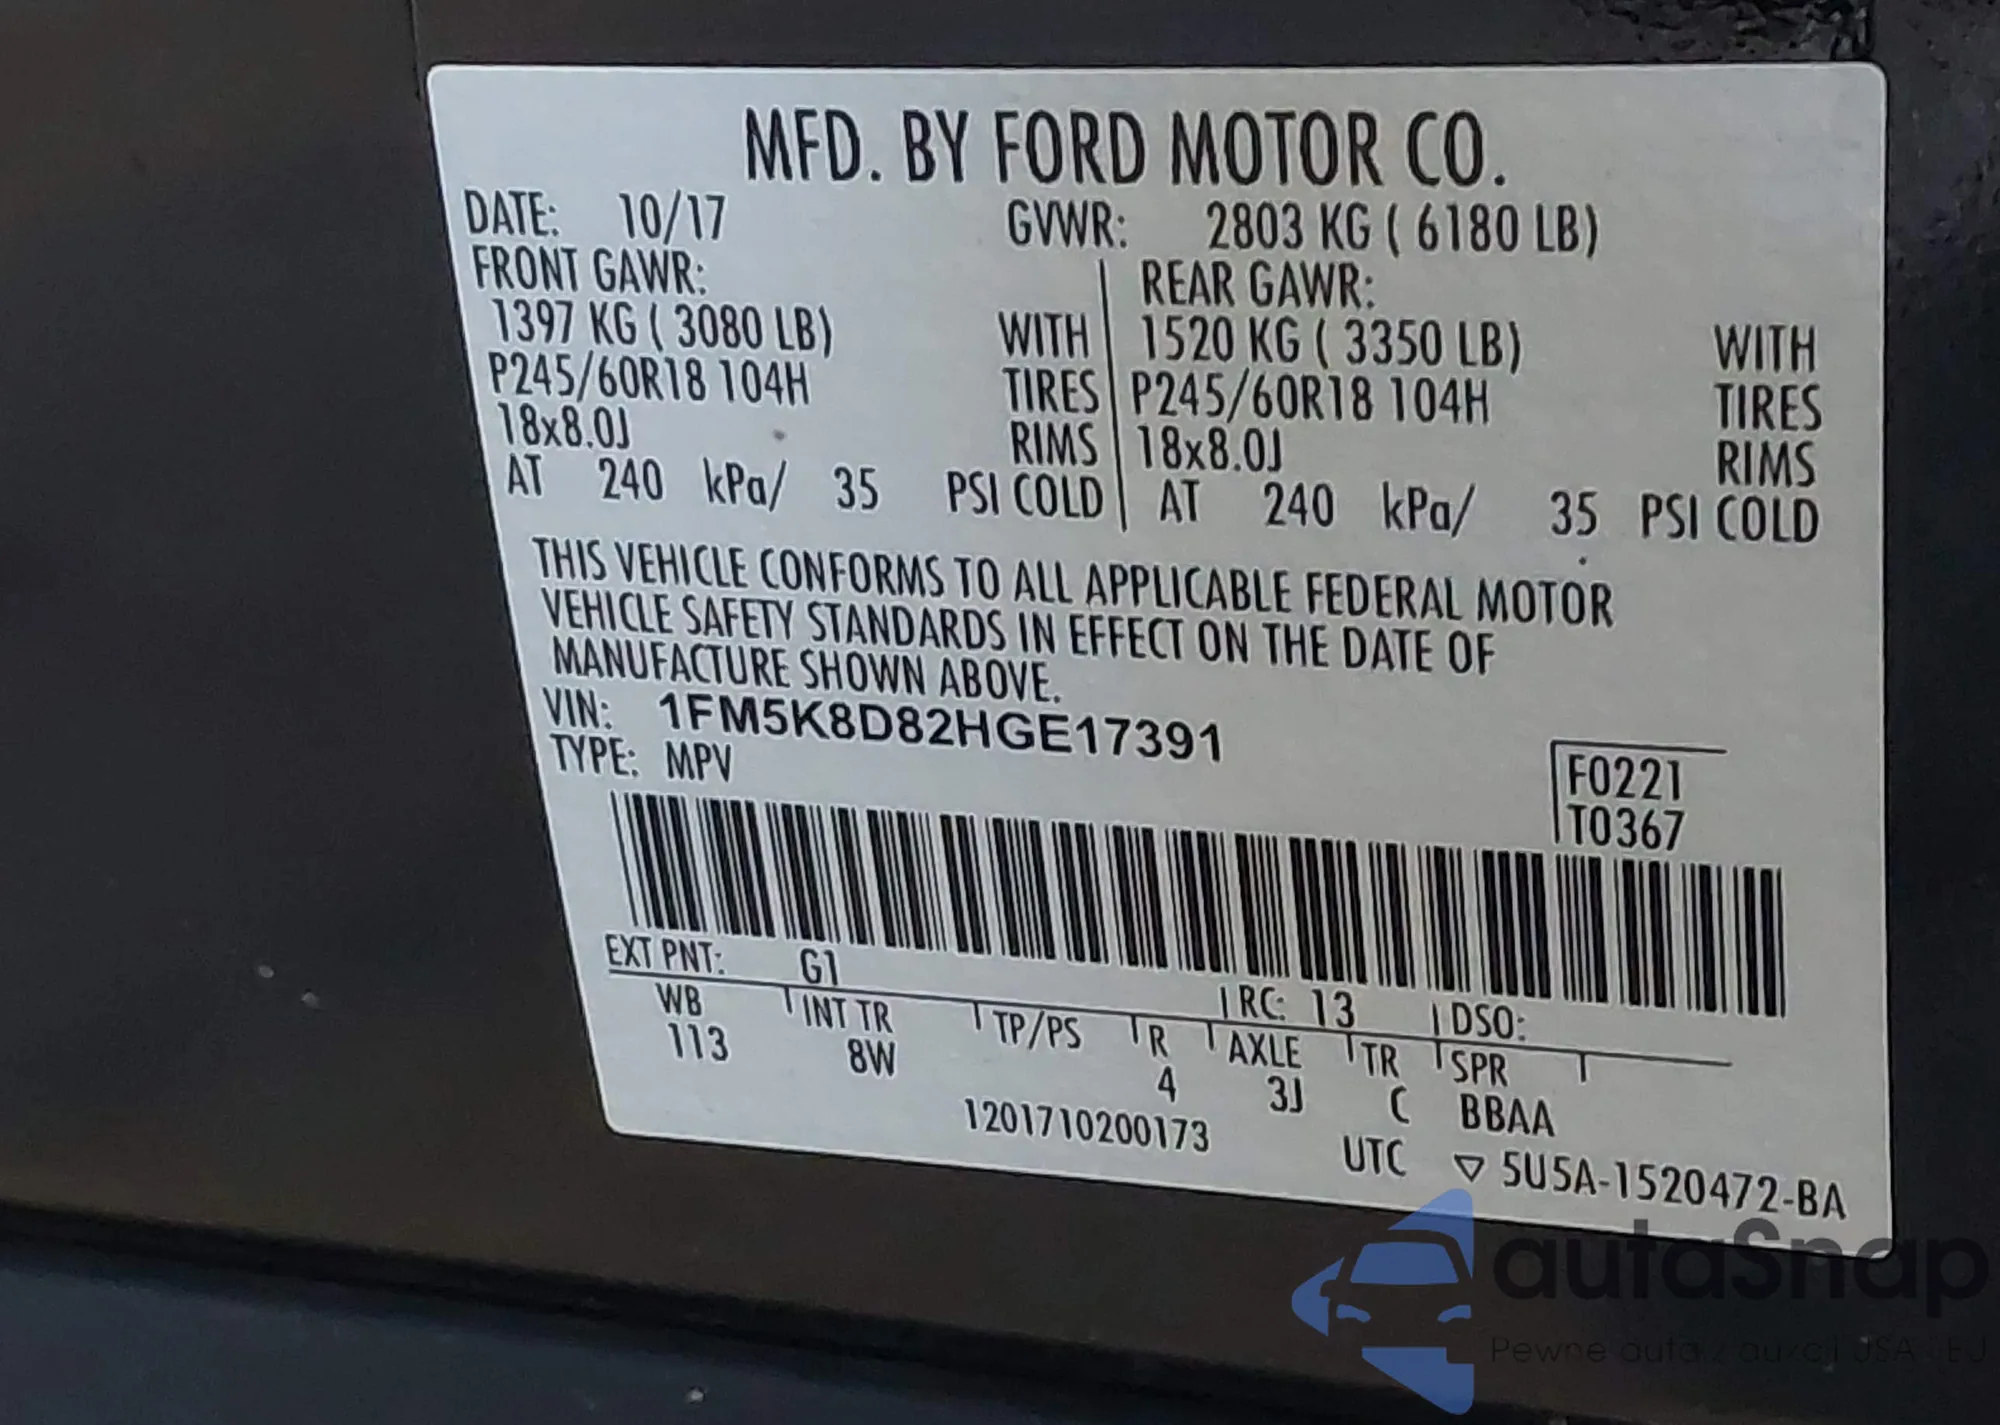 MFD. BY FORD MOTOR CO.
DATE: 10/17 GVWR: 2803 KG ( 6180 LB)
FRONT GAWR: REAR GAWR:
1397 KG ( 3080 LB) WITH 1520 KG ( 3350 LB) WITH
P245/60R18 104H TIRES P245/60R18 104H TIRES
18x8.0J RIMS 18x8.0J RIMS
AT 240 kPa/ 35 PSI COLD AT 240 kPa/ 35 PSI COLD
THIS VEHICLE CONFORMS TO ALL APPLICABLE FEDERAL MOTOR
VEHICLE SAFETY STANDARDS IN EFFECT ON THE DATE OF
MANUFACTURE SHOWN ABOVE.
VIN: 1FM5K8D82HGE17391
TYPE: MPV
F0221
T0367
EXT PNT: G1 RC: 13 DSO:
WB INT TR TP/PS R AXLE TR SPR
113 8W 4 3J C BBAA
1201710200173 UTC ▽ 5U5A-1520472-BA
autaSnap
Pewne auta z aukcji USA